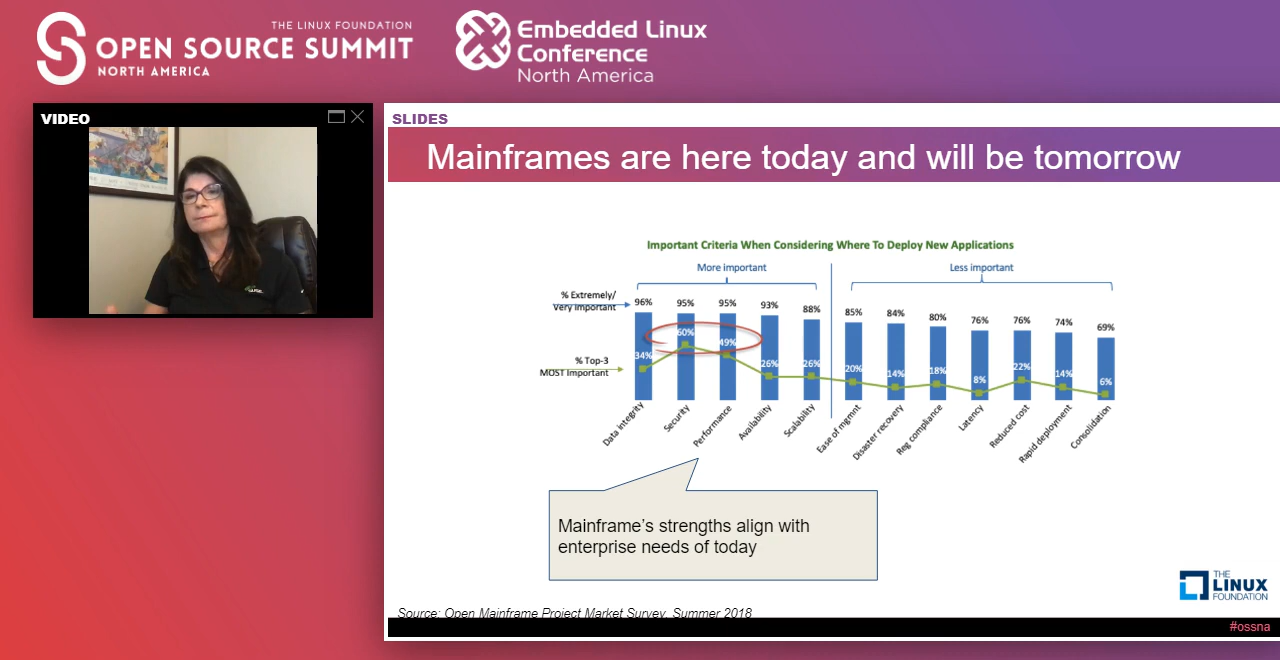 THE LINUX FOUNDATION
OPEN SOURCE SUMMIT
NORTH AMERICA
Embedded Linux
Conference
North America
VIDEO
SLIDES
Mainframes are here today and will be tomorrow
Important Criteria When Considering Where To Deploy New Applications
More important
Less important
% Extremely/
Very Important
96%
95%
95%
93%
88%
85%
84%
80%
76%
76%
74%
69%
% Top-3
MOST Important
34%
60%
49%
26%
26%
20%
14%
18%
8%
22%
14%
6%
Data integrity
Security
Performance
Availability
Scalability
Ease of mgmnt
Disaster recovery
Reg compliance
Latency
Reduced cost
Rapid deployment
Consolidation
Mainframe's strengths align with
enterprise needs of today
THE
LINUX
FOUNDATION
Source: Open Mainframe Project Market Survey, Summer 2018
#ossna